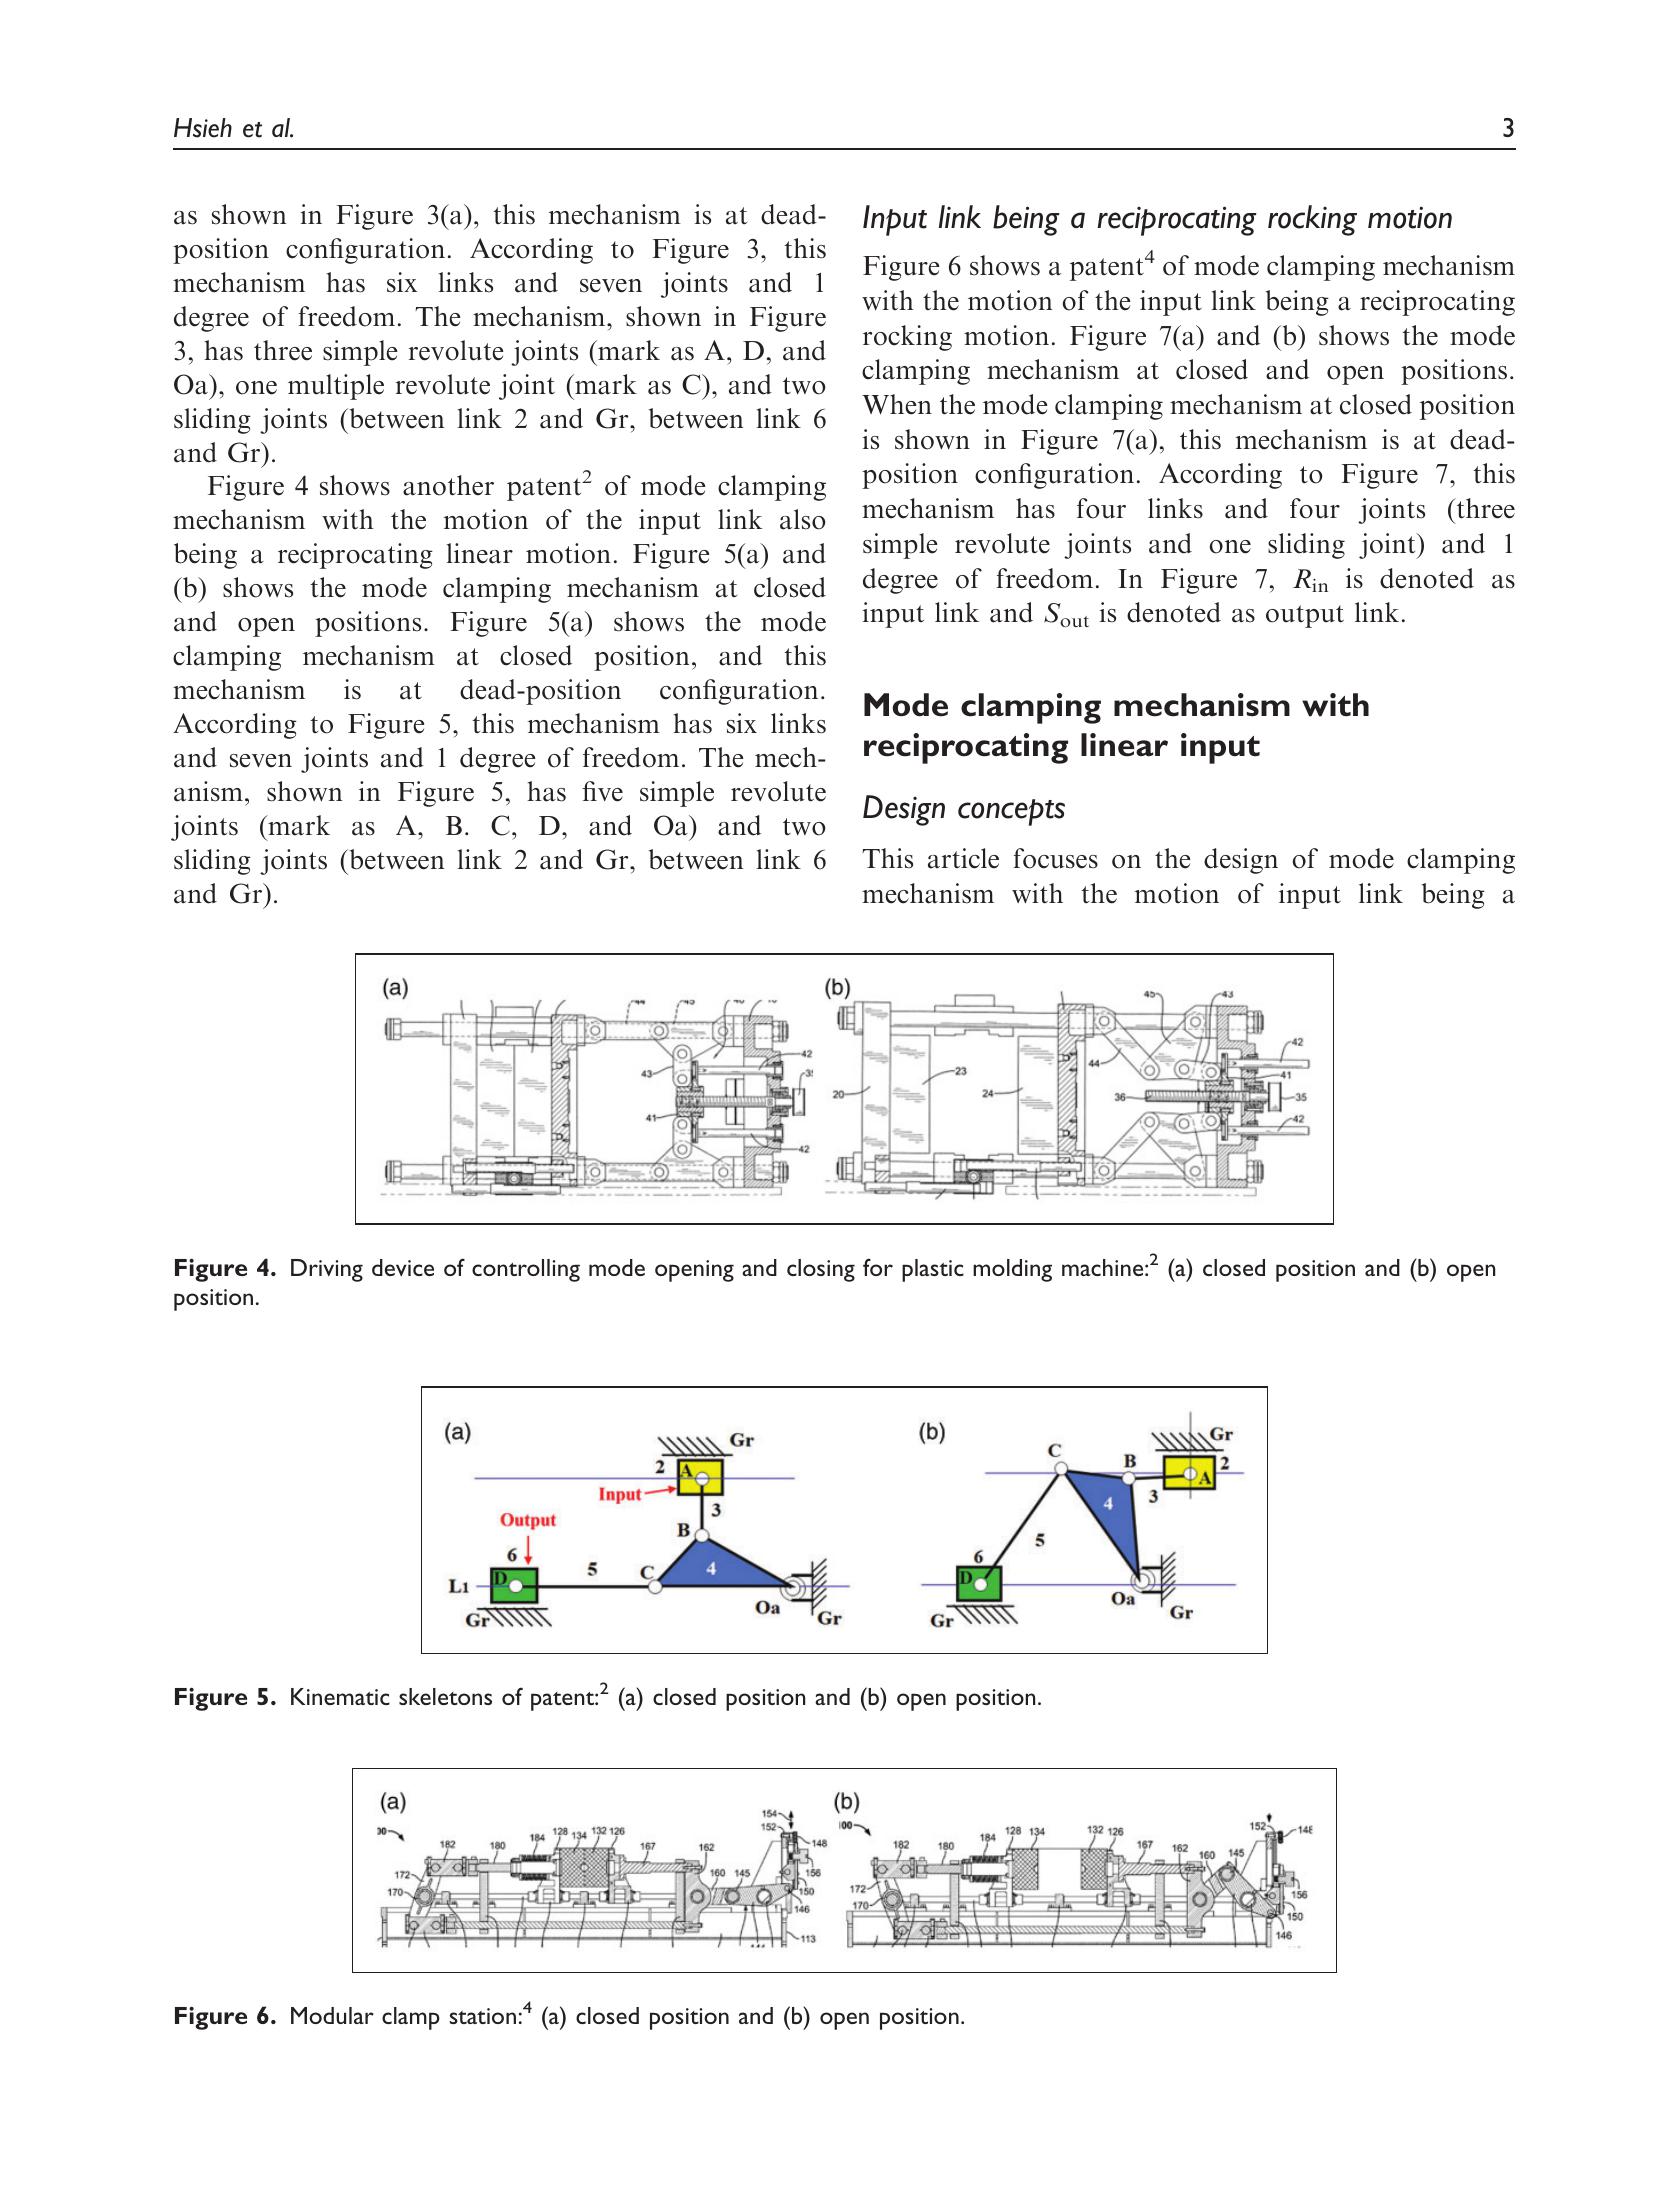 Hsieh et al.
3
as shown in Figure 3(a), this mechanism is at dead-
position configuration. According to Figure 3, this
mechanism has six links and seven joints and 1
degree of freedom. The mechanism, shown in Figure
3, has three simple revolute joints (mark as A, D, and
Oa), one multiple revolute joint (mark as C), and two
sliding joints (between link 2 and Gr, between link 6
and Gr).
Figure 4 shows another patent2 of mode clamping
mechanism with the motion of the input link also
being a reciprocating linear motion. Figure 5(a) and
(b) shows the mode clamping mechanism at closed
and open positions. Figure 5(a) shows the mode
clamping mechanism at closed position, and this
mechanism is at dead-position configuration.
According to Figure 5, this mechanism has six links
and seven joints and 1 degree of freedom. The mech-
anism, shown in Figure 5, has five simple revolute
joints (mark as A, B. C, D, and Oa) and two
sliding joints (between link 2 and Gr, between link 6
and Gr).
Input link being a reciprocating rocking motion
Figure 6 shows a patent4 of mode clamping mechanism
with the motion of the input link being a reciprocating
rocking motion. Figure 7(a) and (b) shows the mode
clamping mechanism at closed and open positions.
When the mode clamping mechanism at closed position
is shown in Figure 7(a), this mechanism is at dead-
position configuration. According to Figure 7, this
mechanism has four links and four joints (three
simple revolute joints and one sliding joint) and 1
degree of freedom. In Figure 7, Rin is denoted as
input link and Sout is denoted as output link.
Mode clamping mechanism with
reciprocating linear input
Design concepts
This article focuses on the design of mode clamping
mechanism with the motion of input link being a
(a)
42
43
41
42
(b)
45
43
42
44
41
23
20
24
36
35
42
Figure 4. Driving device of controlling mode opening and closing for plastic molding machine:2 (a) closed position and (b) open
position.
(a)
Gr
2
A
Input
3
Output
B
6
5
C
4
L1
D
Oa
Gr
Gr
(b)
Gr
C
B
2
A
3
4
5
6
D
Oa
Gr
Gr
Figure 5. Kinematic skeletons of patent:2 (a) closed position and (b) open position.
(a)
154
152
148
182
180
184
128
134
132
126
167
162
160
145
156
172
170
150
146
113
(b)
152
182
180
184
128
134
132
126
167
162
160
145
172
170
156
150
146
Figure 6. Modular clamp station:4 (a) closed position and (b) open position.